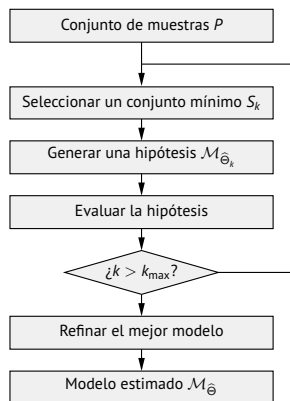 Conjunto de muestras P
Seleccionar un conjunto mínimo S_k
Generar una hipótesis ℳ_Θ̂_k
Evaluar la hipótesis
¿k > k_max?
Refinar el mejor modelo
Modelo estimado ℳ_Θ̂